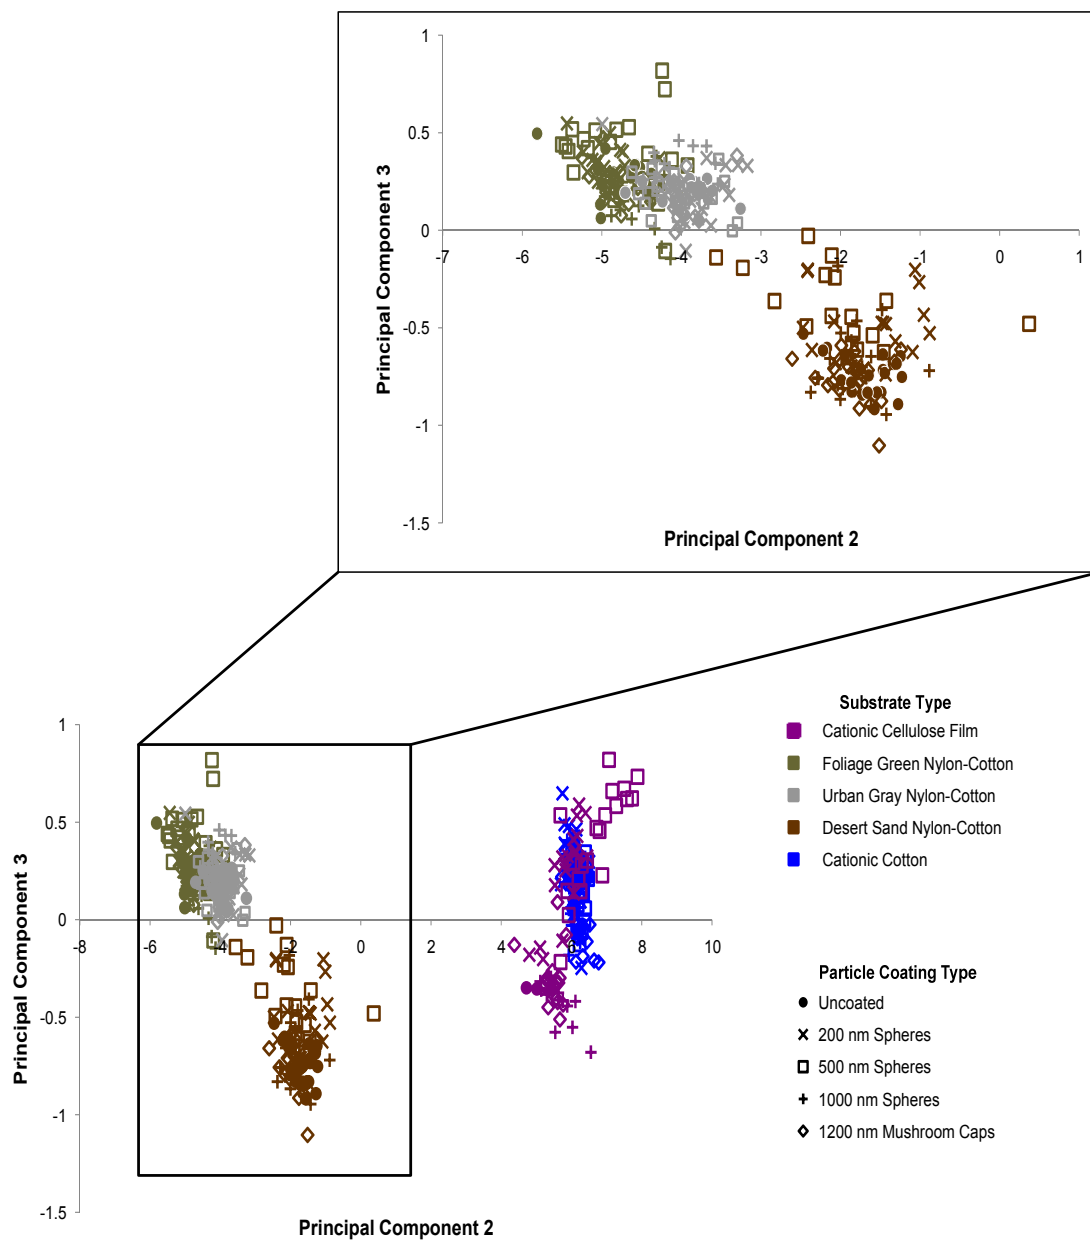 1
0.5
0
-7
-6
-5
-4
-3
-2
-1
0
1
-0.5
-1
-1.5
Principal Component 3
Principal Component 2
1
0.5
0
-6
-4
-2
0
2
4
6
8
10
-0.5
-1
-1.5
Principal Component 3
Principal Component 2
Substrate Type
Cationic Cellulose Film
Foliage Green Nylon-Cotton
Urban Gray Nylon-Cotton
Desert Sand Nylon-Cotton
Cationic Cotton
Particle Coating Type
Uncoated
200 nm Spheres
500 nm Spheres
1000 nm Spheres
1200 nm Mushroom Caps